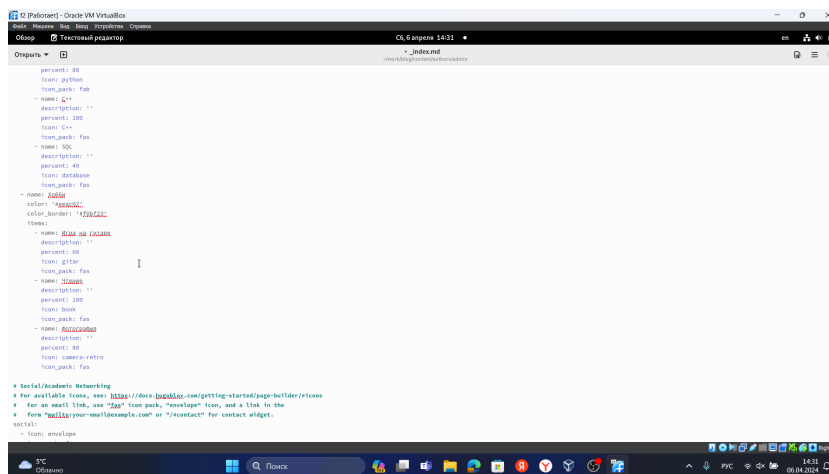 f2 [Работает] - Oracle VM VirtualBox
Файл Машина Вид Ввод Устройства Справка
Обзор Текстовый редактор Сб, 6 апреля 14:31 en
Открыть • _index.md
~/work/blog/content/authors/admin
percent: 80
icon: python
icon_pack: fab
- name: C++
description: ''
percent: 100
icon: C++
icon_pack: fas
- name: SQL
description: ''
percent: 40
icon: database
icon_pack: fas
- name: Хобби
color: '#eeac02'
color_border: '#f0bf23'
items:
- name: Игра на гитаре
description: ''
percent: 60
icon: gitar
icon_pack: fas
- name: Чтение
description: ''
percent: 100
icon: book
icon_pack: fas
- name: Фотография
description: ''
percent: 80
icon: camera-retro
icon_pack: fas
# Social/Academic Networking
# For available icons, see: https://docs.hugoblox.com/getting-started/page-builder/#icons
# For an email link, use "fas" icon pack, "envelope" icon, and a link in the
# form "mailto:your-email@example.com" or "/#contact" for contact widget.
social:
- icon: envelope
Righ
5°C
Облачно
Поиск
РУС
14:31
06.04.2024